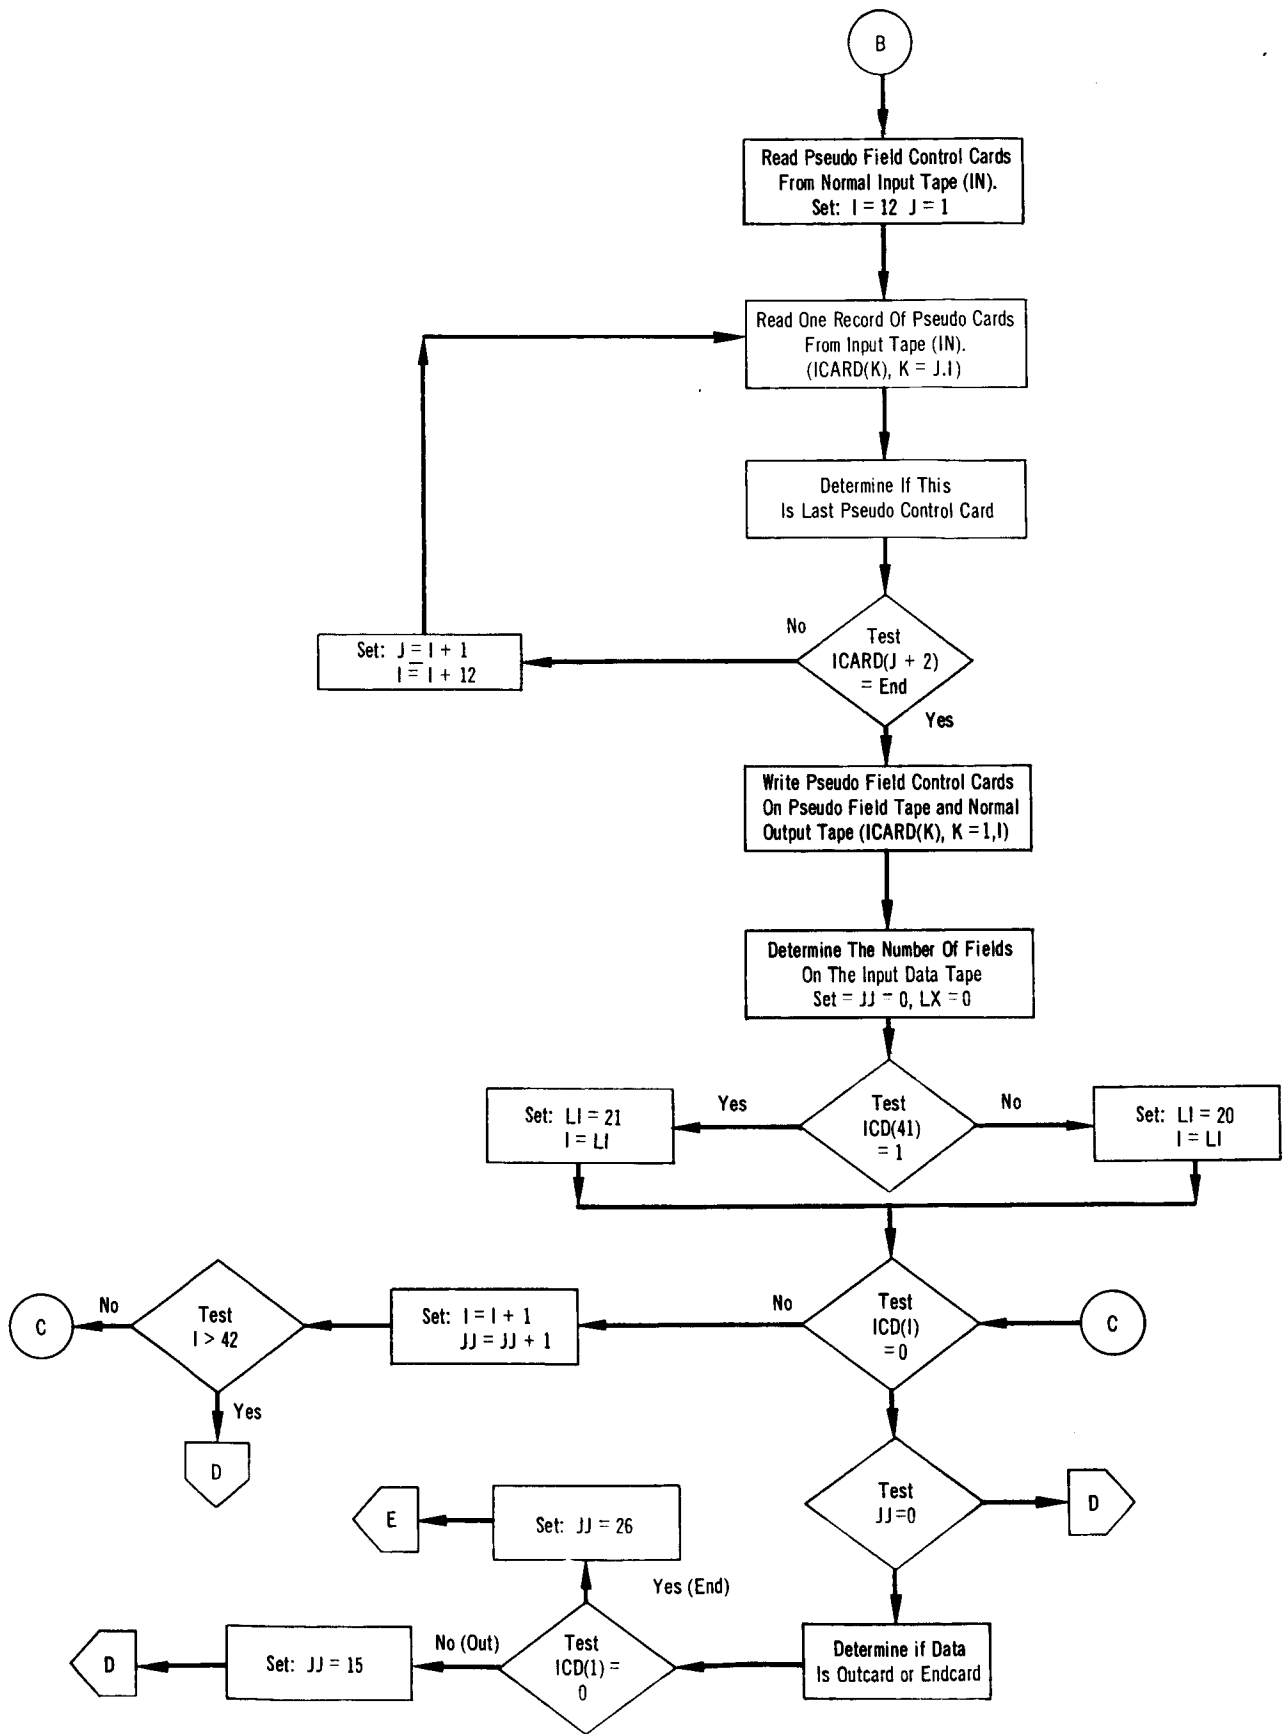 B
Read Pseudo Field Control Cards
From Normal Input Tape (IN).
Set: I = 12 J = 1
Read One Record Of Pseudo Cards
From Input Tape (IN).
(ICARD(K), K = J.I)
Determine If This
Is Last Pseudo Control Card
No
Test
ICARD(J + 2)
= End
Set: J = I + 1
I = I + 12
Yes
Write Pseudo Field Control Cards
On Pseudo Field Tape and Normal
Output Tape (ICARD(K), K = 1,I)
Determine The Number Of Fields
On The Input Data Tape
Set = JJ = 0, LX = 0
Set: LI = 21
I = LI
Yes
Test
ICD(41)
= 1
No
Set: LI = 20
I = LI
C
No
Test
I > 42
Set: I = I + 1
JJ = JJ + 1
No
Test
ICD(I)
= 0
C
Yes
D
E
Set: JJ = 26
Test
JJ = 0
D
Yes (End)
D
Set: JJ = 15
No (Out)
Test
ICD(1) =
0
Determine if Data
Is Outcard or Endcard